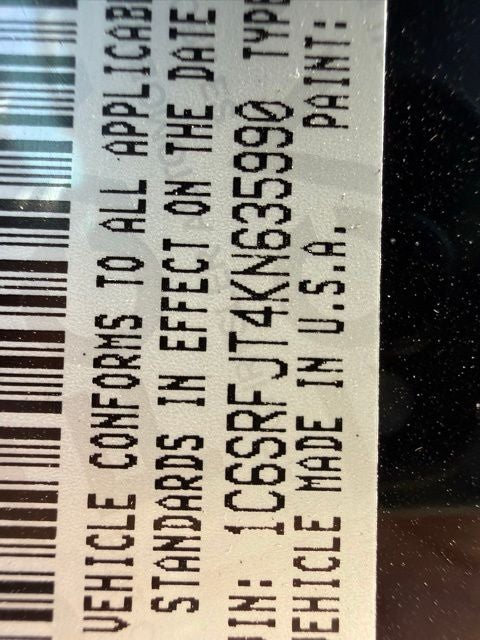 VEHICLE CONFORMS TO ALL APPLICAB
STANDARDS IN EFFECT ON THE DATE
VIN: 1C6SRFJT4KN635990 TYPE
VEHICLE MADE IN U.S.A. PAINT: